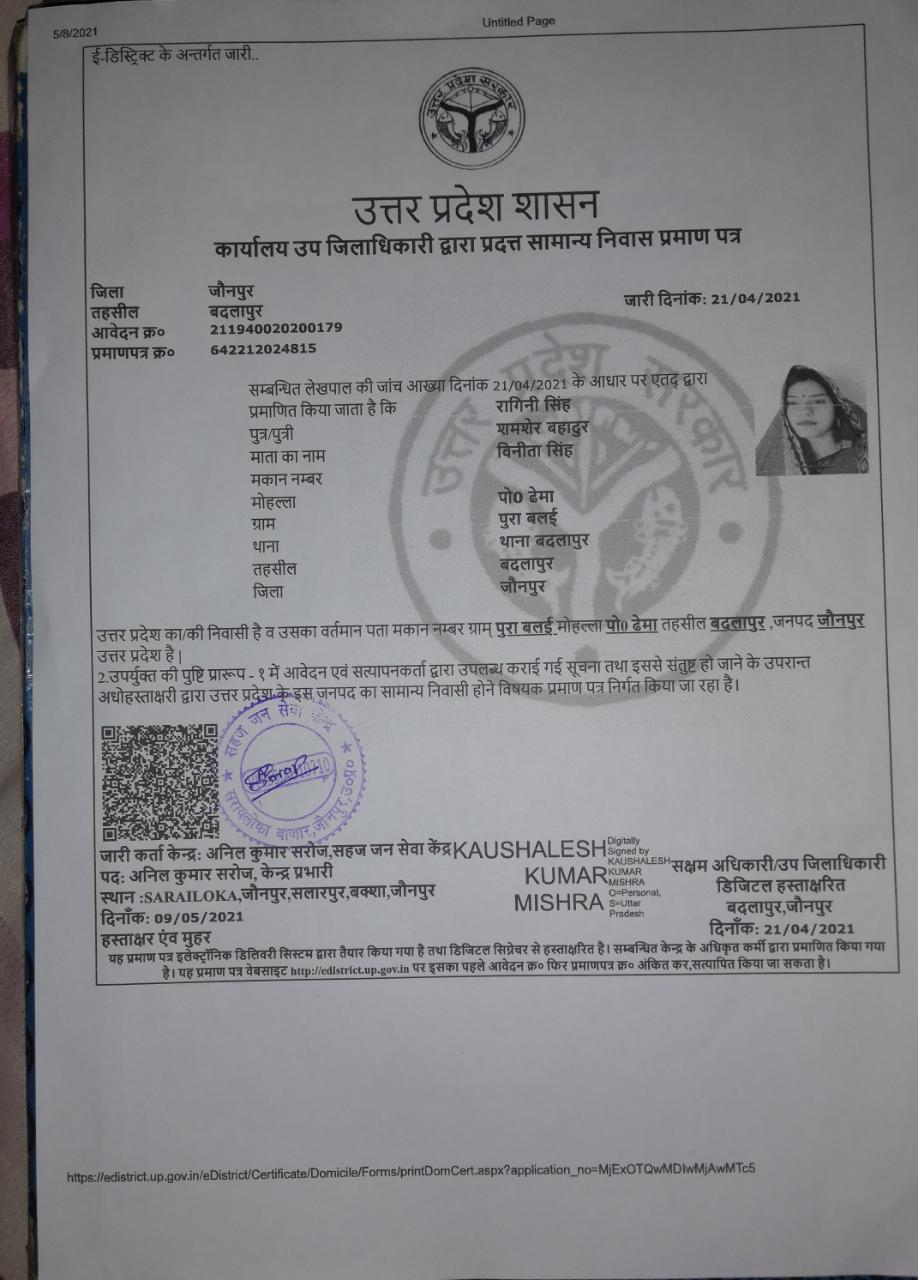 5/8/2021
Untitled Page
ई-डिस्ट्रिक्ट के अन्तर्गत जारी..
उत्तर प्रदेश सरकार
उत्तर प्रदेश शासन
कार्यालय उप जिलाधिकारी द्वारा प्रदत्त सामान्य निवास प्रमाण पत्र
जिला जौनपुर
तहसील बदलापुर
जारी दिनांक: 21/04/2021
आवेदन क्र० 211940020200179
प्रमाणपत्र क्र० 642212024815
सम्बन्धित लेखपाल की जांच आख्या दिनांक 21/04/2021 के आधार पर एतद् द्वारा
प्रमाणित किया जाता है कि रागिनी सिंह
पुत्र/पुत्री शमशेर बहादुर
माता का नाम विनीता सिंह
मकान नम्बर
मोहल्ला पो0 ढेमा
ग्राम पुरा बलई
थाना थाना बदलापुर
तहसील बदलापुर
जिला जौनपुर
उत्तर प्रदेश सरकार
उत्तर प्रदेश का/की निवासी है व उसका वर्तमान पता मकान नम्बर ग्राम् पुरा बलई मोहल्ला पो0 ढेमा तहसील बदलापुर ,जनपद जौनपुर
उत्तर प्रदेश है |
2.उपर्युक्त की पुष्टि प्रारूप - १ में आवेदन एवं सत्यापनकर्ता द्वारा उपलब्ध कराई गई सूचना तथा इससे संतुष्ट हो जाने के उपरान्त
अधोहस्ताक्षरी द्वारा उत्तर प्रदेश के इस जनपद का सामान्य निवासी होने विषयक प्रमाण पत्र निर्गत किया जा रहा है।
सहज जन सेवा केन्द्र
सरायलोका बाजार,जौनपुर,उ०प्र०
जारी कर्ता केन्द्र: अनिल कुमार सरोज,सहज जन सेवा केंद्र
पद: अनिल कुमार सरोज, केन्द्र प्रभारी
स्थान :SARAILOKA,जौनपुर,सलारपुर,बक्शा,जौनपुर
दिनाँक: 09/05/2021
हस्ताक्षर एंव मुहर
KAUSHALESH
KUMAR
MISHRA
Digitally
Signed by
KAUSHALESH
KUMAR
MISHRA
O=Personal,
S=Uttar
Pradesh
सक्षम अधिकारी/उप जिलाधिकारी
डिजिटल हस्ताक्षरित
बदलापुर,जौनपुर
दिनाँक: 21/04/2021
यह प्रमाण पत्र इलेक्ट्रॉनिक डिलिवरी सिस्टम द्वारा तैयार किया गया है तथा डिजिटल सिग्नेचर से हस्ताक्षरित है। सम्बन्धित केन्द्र के अधिकृत कर्मी द्वारा प्रमाणित किया गया
है। यह प्रमाण पत्र वेबसाइट http://edistrict.up.gov.in पर इसका पहले आवेदन क्र० फिर प्रमाणपत्र क्र० अंकित कर,सत्यापित किया जा सकता है।
https://edistrict.up.gov.in/eDistrict/Certificate/Domicile/Forms/printDomCert.aspx?application_no=MjExOTQwMDIwMjAwMTc5